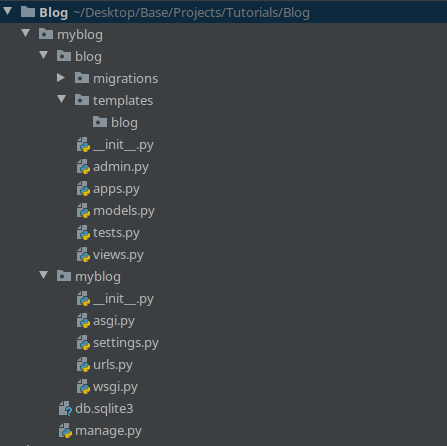 Blog ~/Desktop/Base/Projects/Tutorials/Blog
myblog
blog
migrations
templates
blog
__init__.py
admin.py
apps.py
models.py
tests.py
views.py
myblog
__init__.py
asgi.py
settings.py
urls.py
wsgi.py
db.sqlite3
manage.py